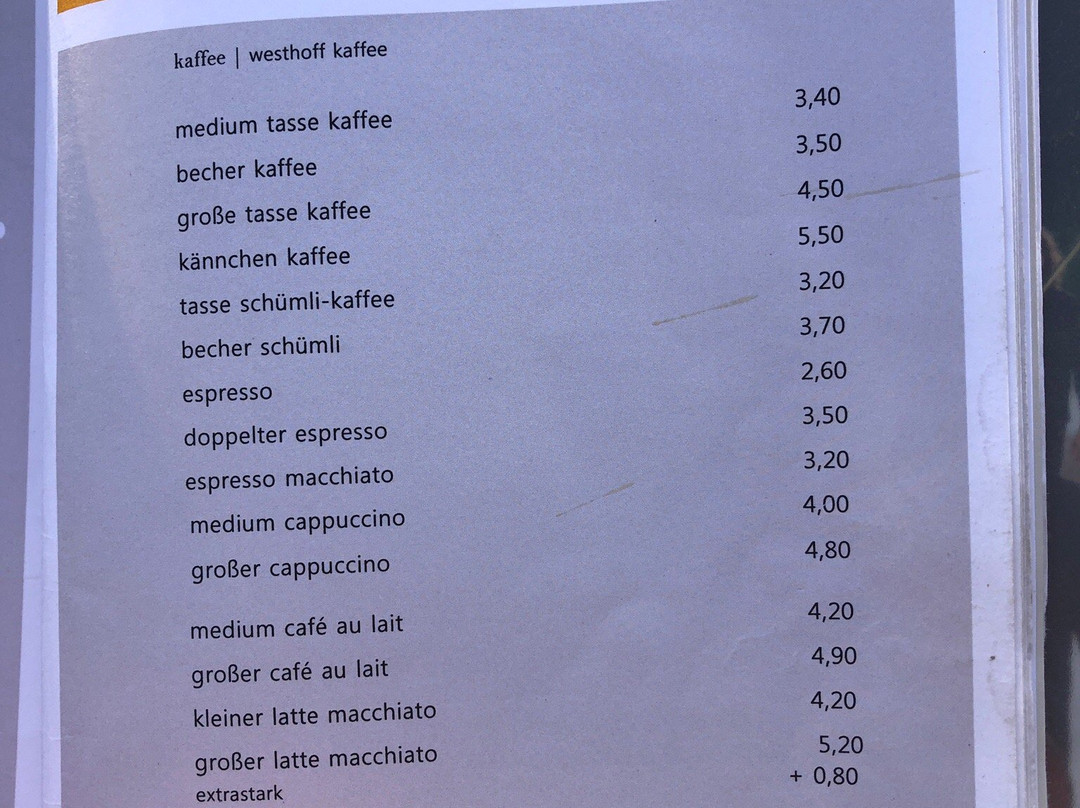 kaffee | westhoff kaffee
medium tasse kaffee 3,40
becher kaffee 3,50
große tasse kaffee 4,50
kännchen kaffee 5,50
tasse schümli-kaffee 3,20
becher schümli 3,70
espresso 2,60
doppelter espresso 3,50
espresso macchiato 3,20
medium cappuccino 4,00
großer cappuccino 4,80
medium café au lait 4,20
großer café au lait 4,90
kleiner latte macchiato 4,20
großer latte macchiato 5,20
extrastark + 0,80